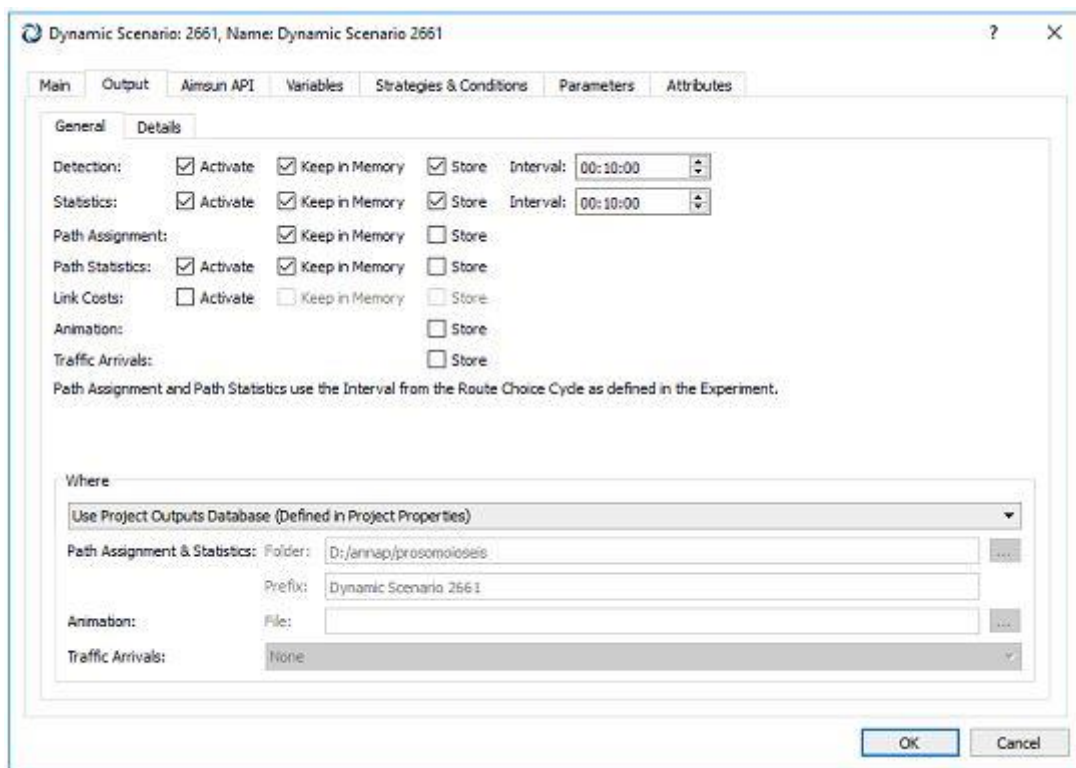 Dynamic Scenario: 2661, Name: Dynamic Scenario 2661 ?
Main Output Aimsun API Variables Strategies & Conditions Parameters Attributes
General Details
Detection: Activate Keep in Memory Store Interval: 00:10:00
Statistics: Activate Keep in Memory Store Interval: 00:10:00
Path Assignment: Keep in Memory Store
Path Statistics: Activate Keep in Memory Store
Link Costs: Activate Keep in Memory Store
Animation: Store
Traffic Arrivals: Store
Path Assignment and Path Statistics use the Interval from the Route Choice Cycle as defined in the Experiment.
Where
Use Project Outputs Database (Defined in Project Properties)
Path Assignment & Statistics: Folder: D:/annap/prosomoioseis ...
Prefix: Dynamic Scenario 2661
Animation: File: ...
Traffic Arrivals: None
OK Cancel